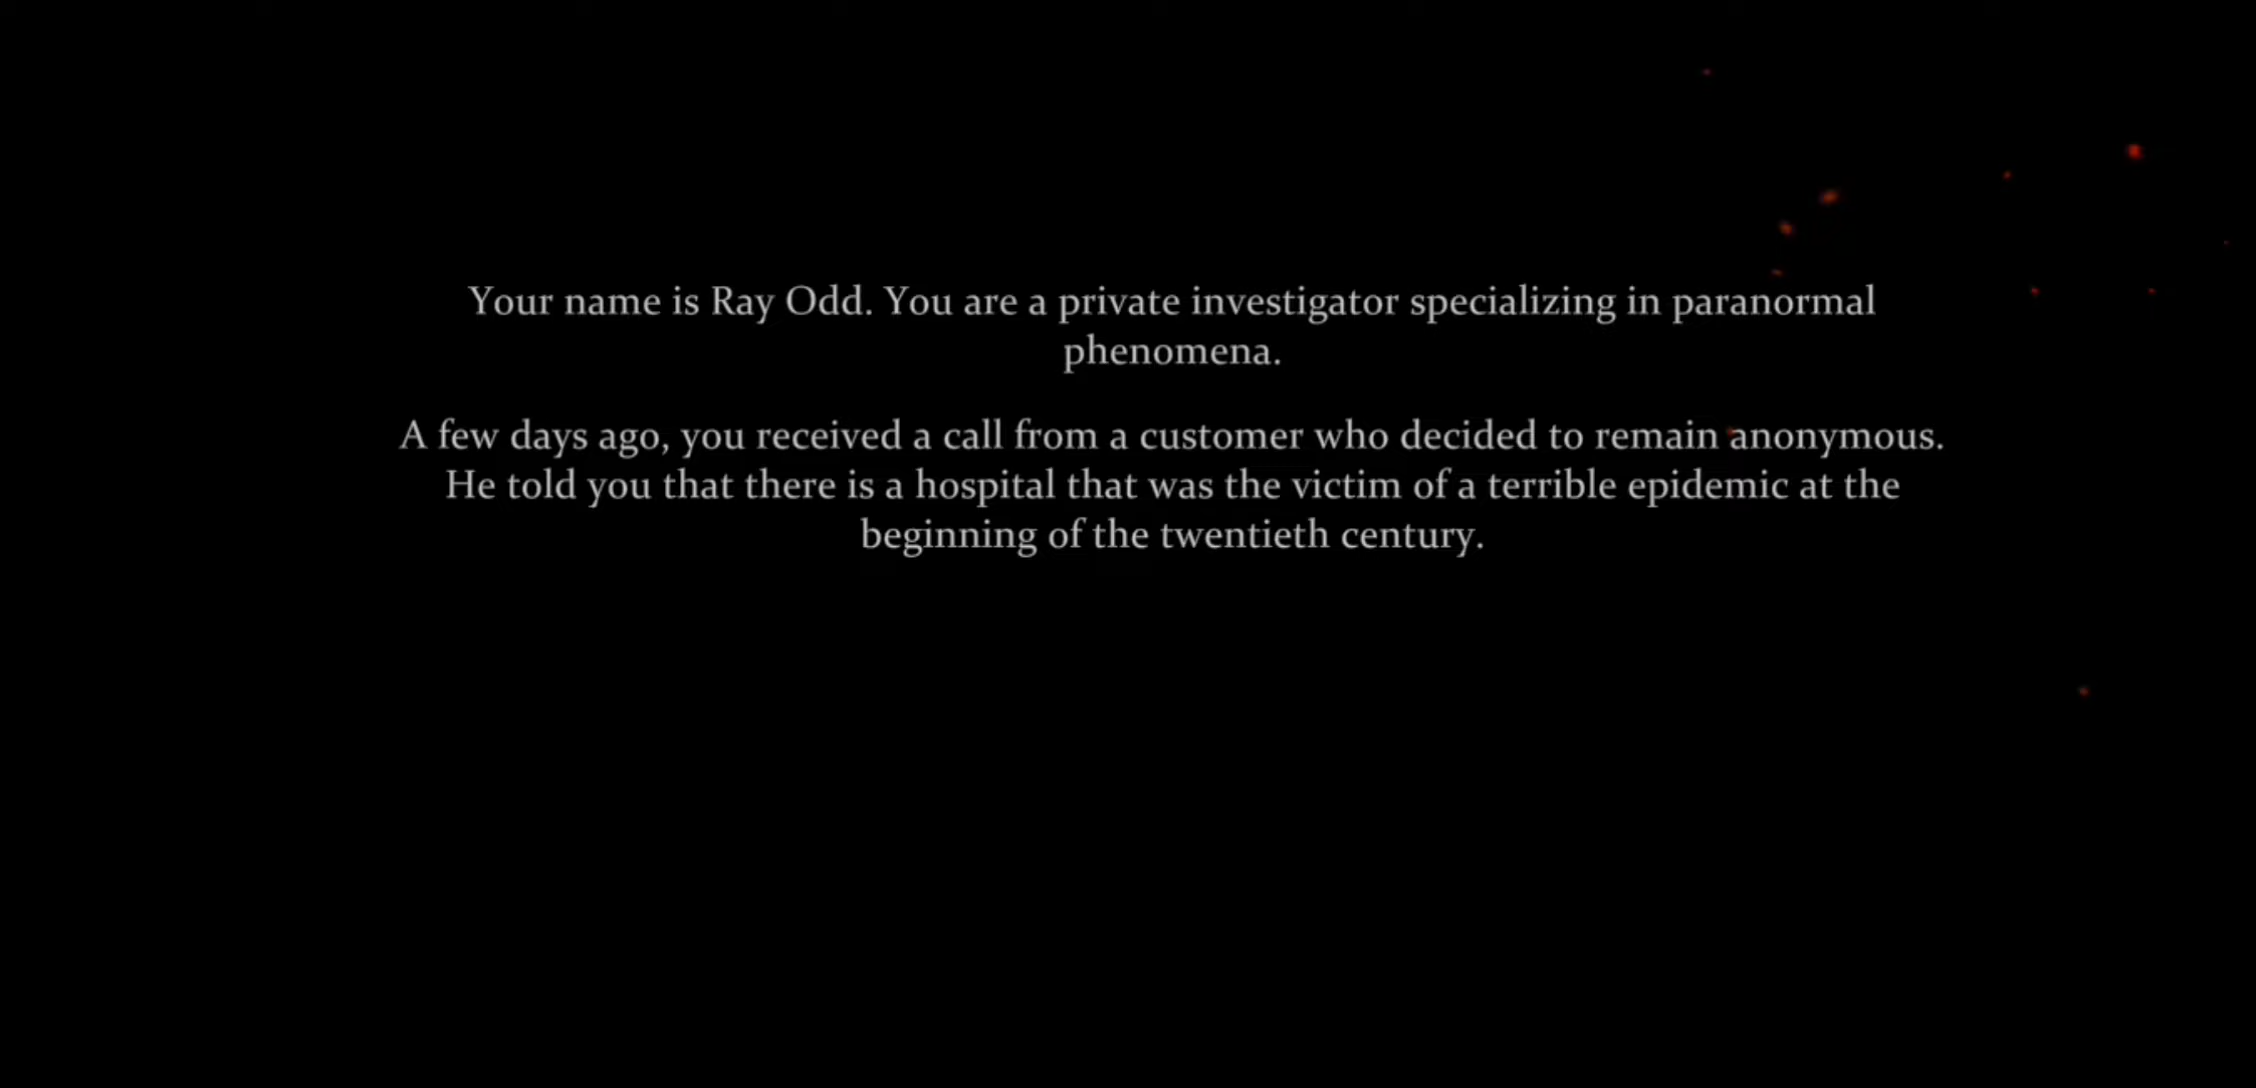 Your name is Ray Odd. You are a private investigator specializing in paranormal
phenomena.
A few days ago, you received a call from a customer who decided to remain anonymous.
He told you that there is a hospital that was the victim of a terrible epidemic at the
beginning of the twentieth century.